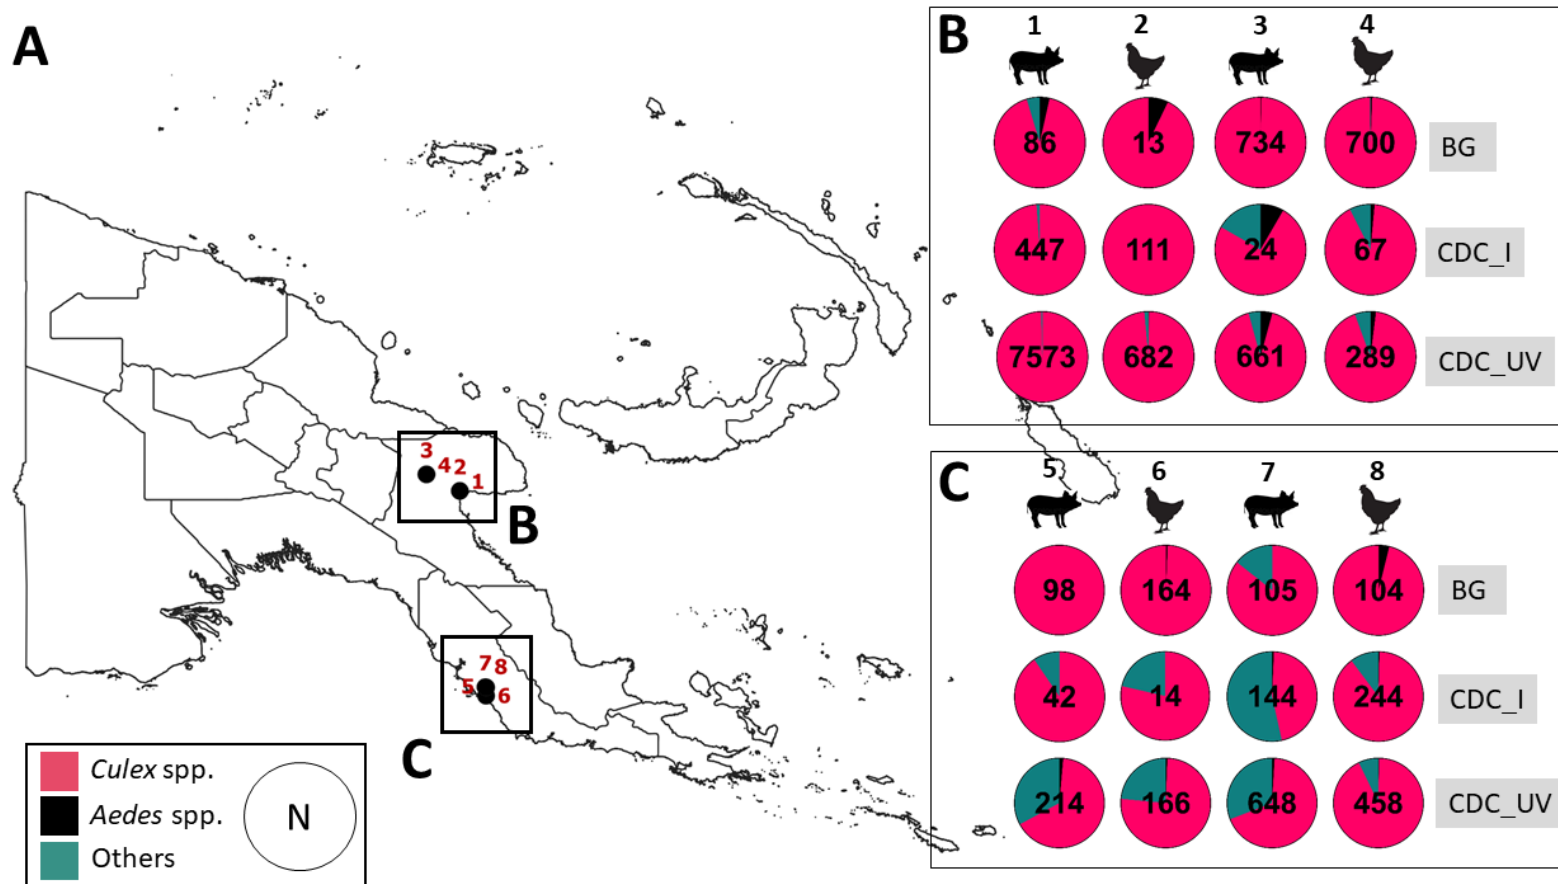 A
B
1 2 3 4
86 13 734 700 BG
447 111 24 67 CDC_I
7573 682 661 289 CDC_UV
3
4 2
1
B
C
5 6 7 8
98 164 105 104 BG
42 14 144 244 CDC_I
214 166 648 458 CDC_UV
7 8
5 6
C
Culex spp.
Aedes spp.
Others
N